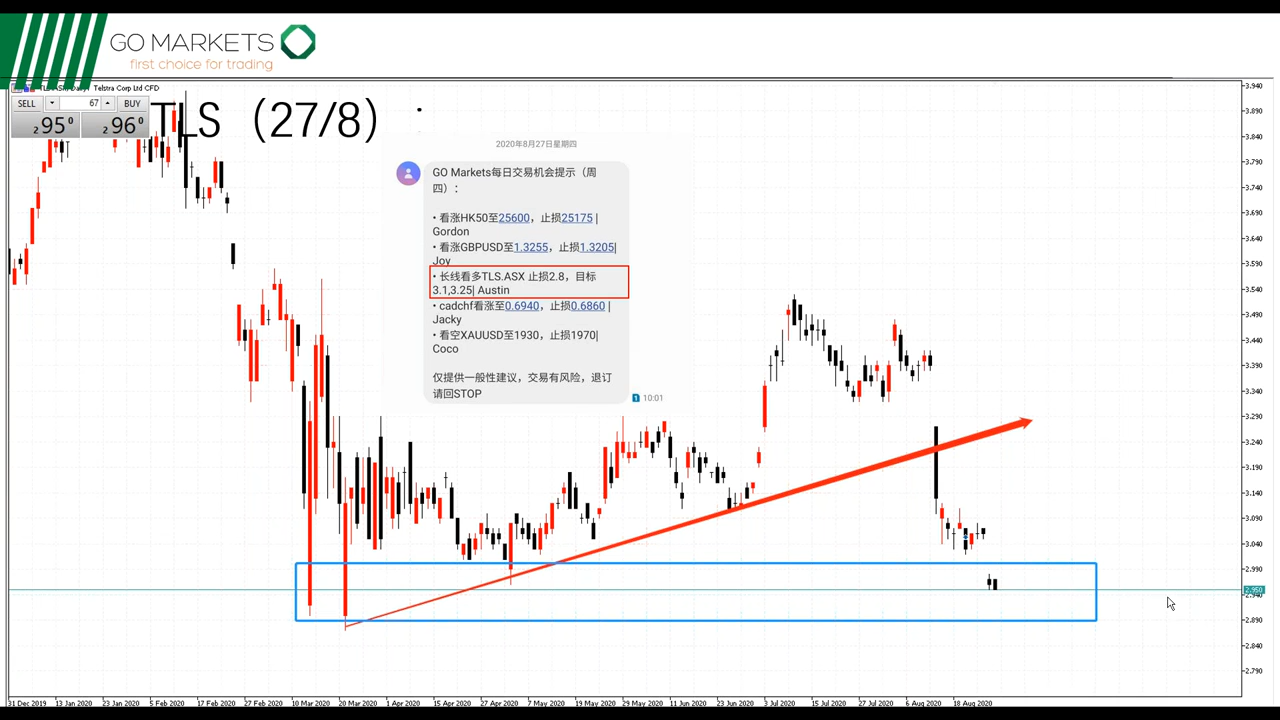 GO MARKETS
first choice for trading
Telstra Corp Ltd CFD
SELL 67 BUY
2 95 0 2 96 0
TLS（27/8）：
2020年8月27日星期四
GO Markets每日交易机会提示（周
四）：
• 看涨HK50至25600，止损25175 |
Gordon
• 看涨GBPUSD至1.3255，止损1.3205|
Joy
• 长线看多TLS.ASX 止损2.8，目标
3.1,3.25| Austin
• cadchf看涨至0.6940，止损0.6860 |
Jacky
• 看空XAUUSD至1930，止损1970|
Coco
仅提供一般性建议，交易有风险，退订
请回STOP
1 10:01
3.940
3.890
3.840
3.790
3.740
3.690
3.640
3.590
3.540
3.490
3.440
3.390
3.340
3.290
3.240
3.190
3.140
3.090
3.040
2.990
2.950
2.890
2.840
2.790
31 Dec 2019 13 Jan 2020 23 Jan 2020 5 Feb 2020 17 Feb 2020 27 Feb 2020 10 Mar 2020 20 Mar 2020 1 Apr 2020 15 Apr 2020 27 Apr 2020 7 May 2020 19 May 2020 29 May 2020 11 Jun 2020 23 Jun 2020 3 Jul 2020 15 Jul 2020 27 Jul 2020 6 Aug 2020 18 Aug 2020